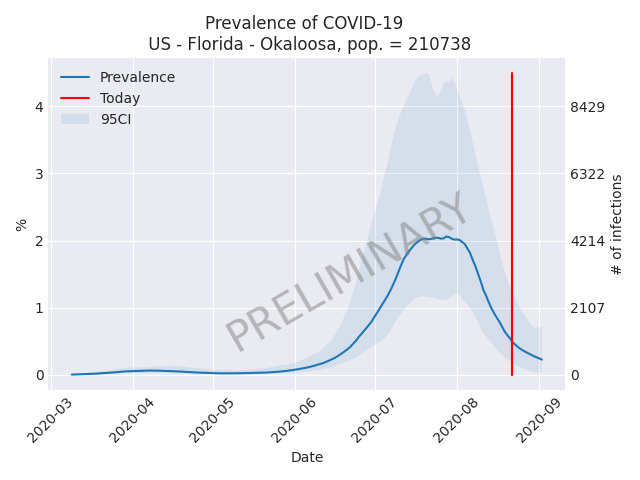 Prevalence of COVID-19
US - Florida - Okaloosa, pop. = 210738
Prevalence
Today
95CI
4
3
2
1
0
%
8429
6322
4214
2107
0
# of infections
PRELIMINARY
2020-03
2020-04
2020-05
2020-06
2020-07
2020-08
2020-09
Date